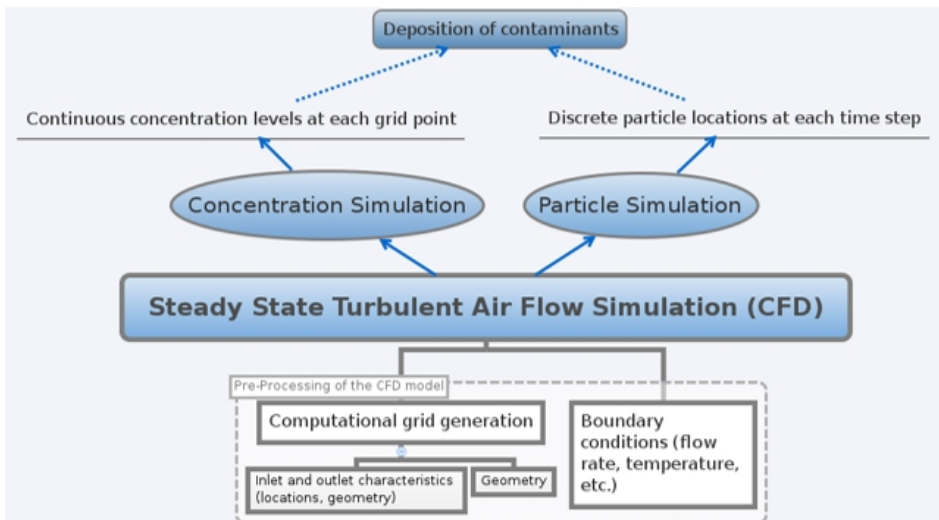 Deposition of contaminants
Continuous concentration levels at each grid point
Discrete particle locations at each time step
Concentration Simulation
Particle Simulation
Steady State Turbulent Air Flow Simulation (CFD)
Pre-Processing of the CFD model
Computational grid generation
Boundary
conditions (flow
rate, temperature,
etc.)
Inlet and outlet characteristics
(locations, geometry)
Geometry